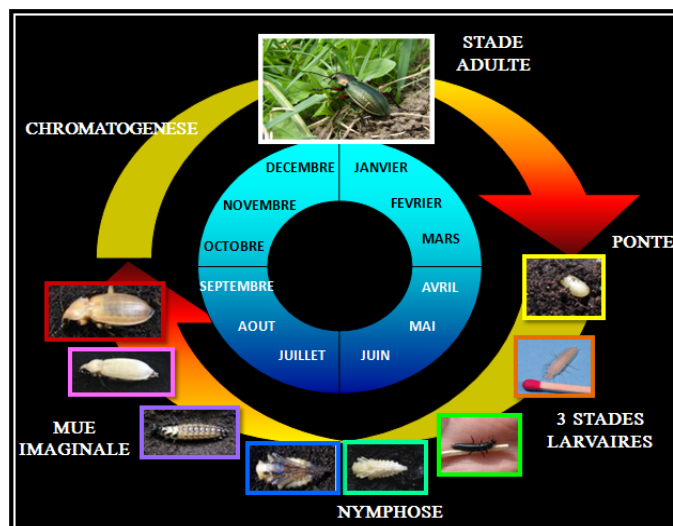 STADE
ADULTE
CHROMATOGENESE
DECEMBRE
JANVIER
NOVEMBRE
FEVRIER
OCTOBRE
MARS
PONTE
SEPTEMBRE
AVRIL
AOUT
MAI
JUILLET
JUIN
MUE
IMAGINALE
3 STADES
LARVAIRES
NYMPHOSE